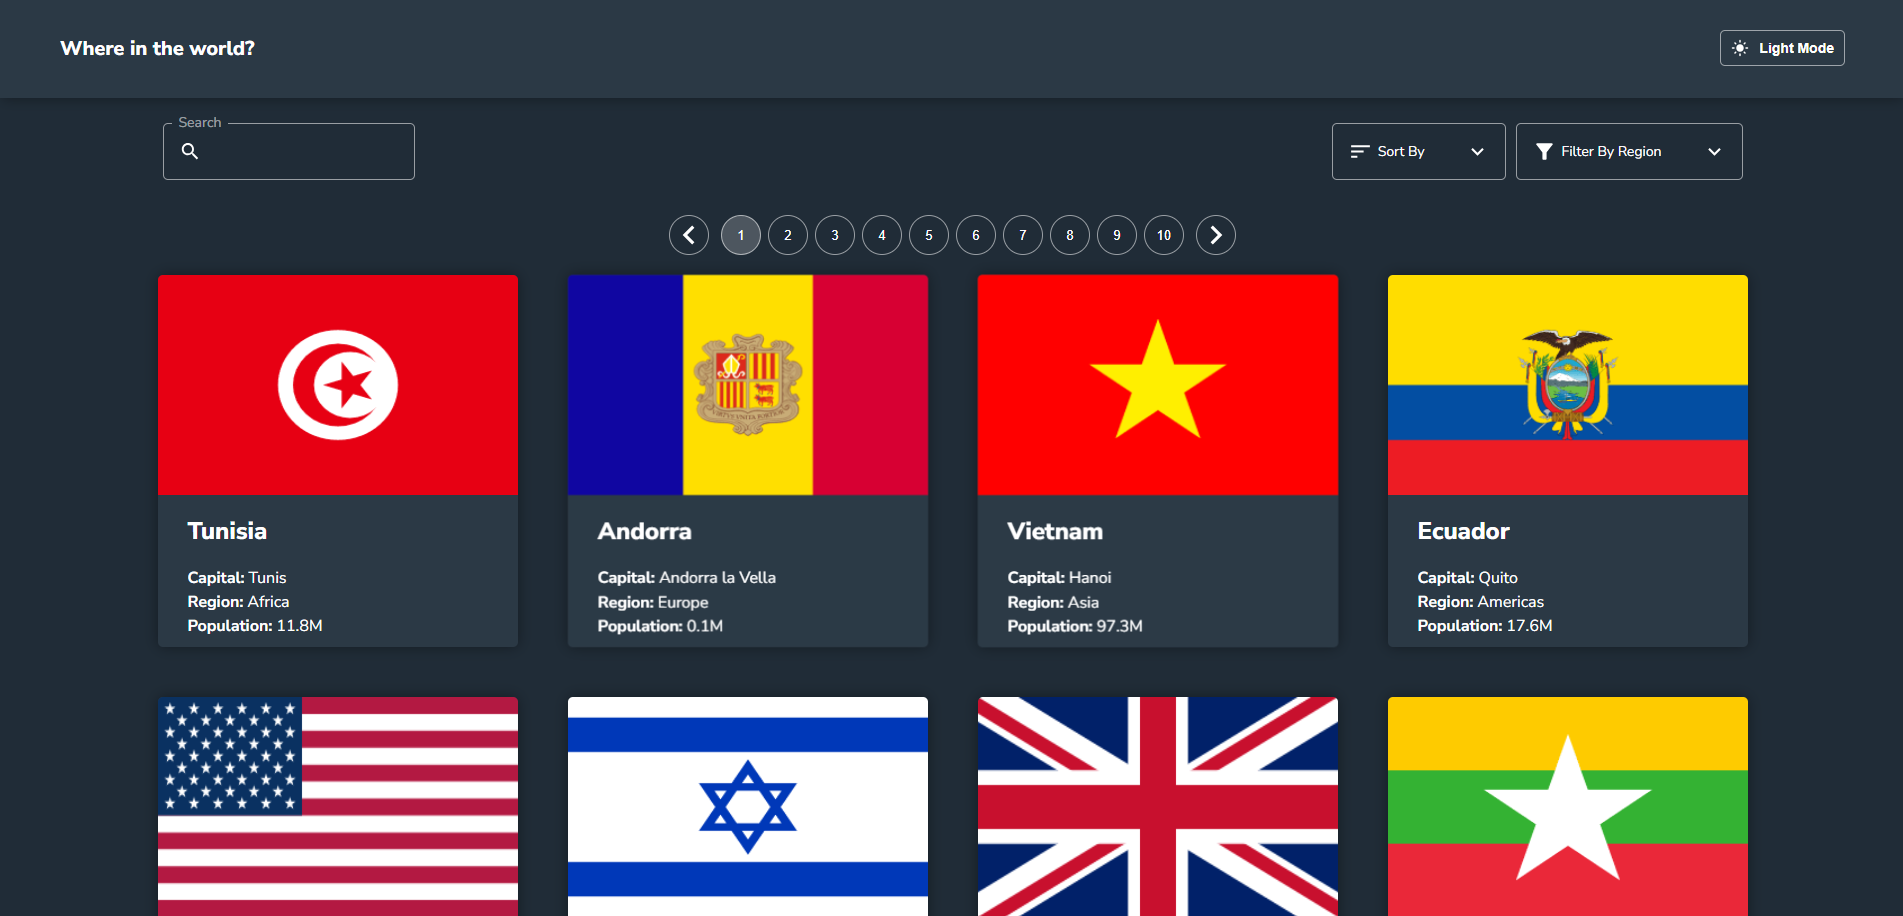 Where in the world?
Light Mode
Search
Sort By
Filter By Region
1 2 3 4 5 6 7 8 9 10
Tunisia
Capital: Tunis
Region: Africa
Population: 11.8M
Andorra
Capital: Andorra la Vella
Region: Europe
Population: 0.1M
Vietnam
Capital: Hanoi
Region: Asia
Population: 97.3M
Ecuador
Capital: Quito
Region: Americas
Population: 17.6M